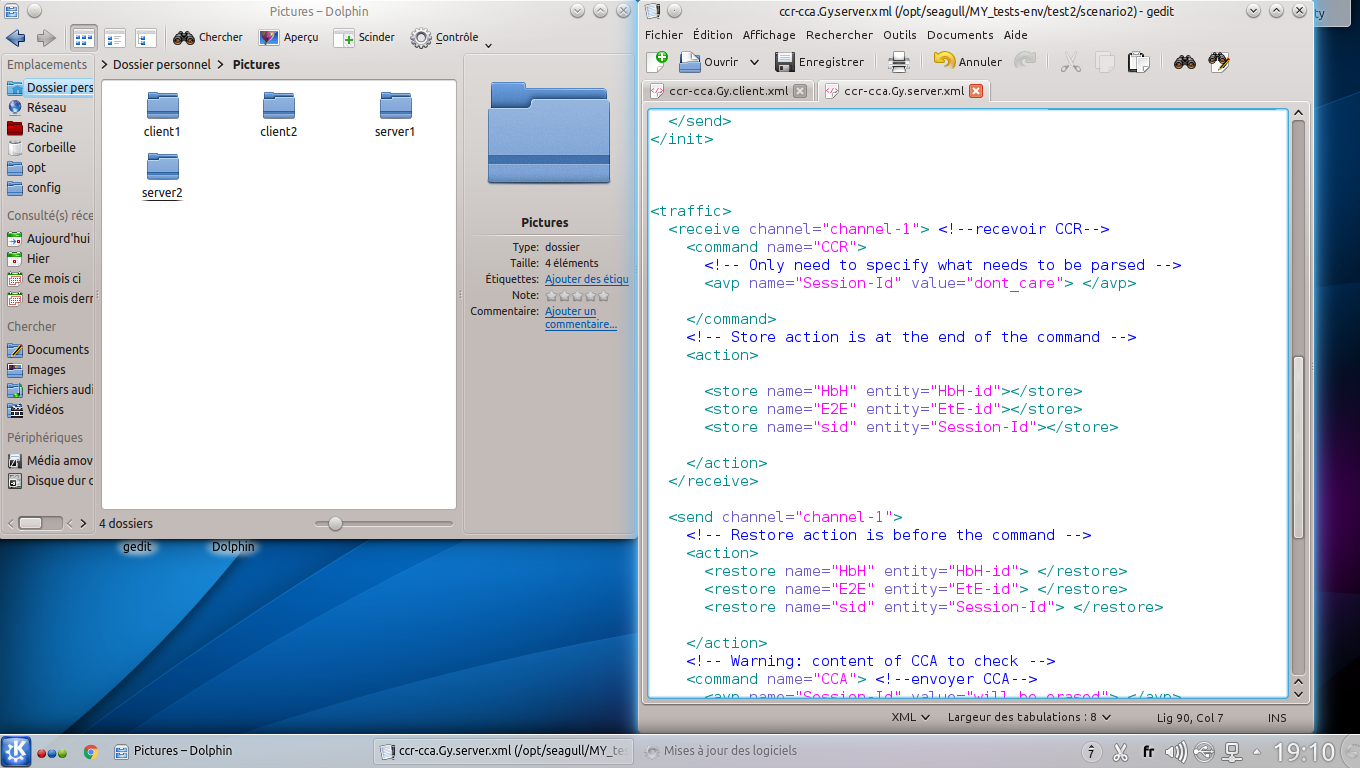 Pictures – Dolphin
Chercher
Aperçu
Scinder
Contrôle
Emplacements
Dossier pers
Réseau
Racine
Corbeille
opt
config
Consulté(s) réce
Aujourd'hui
Hier
Ce mois ci
Le mois dern
Chercher
Documents
Images
Fichiers audi
Vidéos
Périphériques
Média amov
Disque dur d
Dossier personnel
Pictures
client1
client2
server1
server2
4 dossiers
Pictures
Type: dossier
Taille: 4 éléments
Étiquettes: Ajouter des étiqu
Note:
Commentaire: Ajouter un
commentaire...
gedit
Dolphin
ccr-cca.Gy.server.xml (/opt/seagull/MY_tests-env/test2/scenario2) - gedit
Fichier Édition Affichage Rechercher Outils Documents Aide
Ouvrir
Enregistrer
Annuler
ccr-cca.Gy.client.xml
ccr-cca.Gy.server.xml
</send>
</init>
<traffic>
<receive channel="channel-1"> <!--recevoir CCR-->
<command name="CCR">
<!-- Only need to specify what needs to be parsed -->
<avp name="Session-Id" value="dont_care"> </avp>
</command>
<!-- Store action is at the end of the command -->
<action>
<store name="HbH" entity="HbH-id"></store>
<store name="E2E" entity="EtE-id"></store>
<store name="sid" entity="Session-Id"></store>
</action>
</receive>
<send channel="channel-1">
<!-- Restore action is before the command -->
<action>
<restore name="HbH" entity="HbH-id"> </restore>
<restore name="E2E" entity="EtE-id"> </restore>
<restore name="sid" entity="Session-Id"> </restore>
</action>
<!-- Warning: content of CCA to check -->
<command name="CCA"> <!--envoyer CCA-->
<avp name="Session-Id" value="will_be_erased"> </avp>
XML
Largeur des tabulations : 8
Lig 90, Col 7
INS
Pictures – Dolphin
ccr-cca.Gy.server.xml (/opt/seagull/MY_tes
Mises à jour des logiciels
fr
19:10